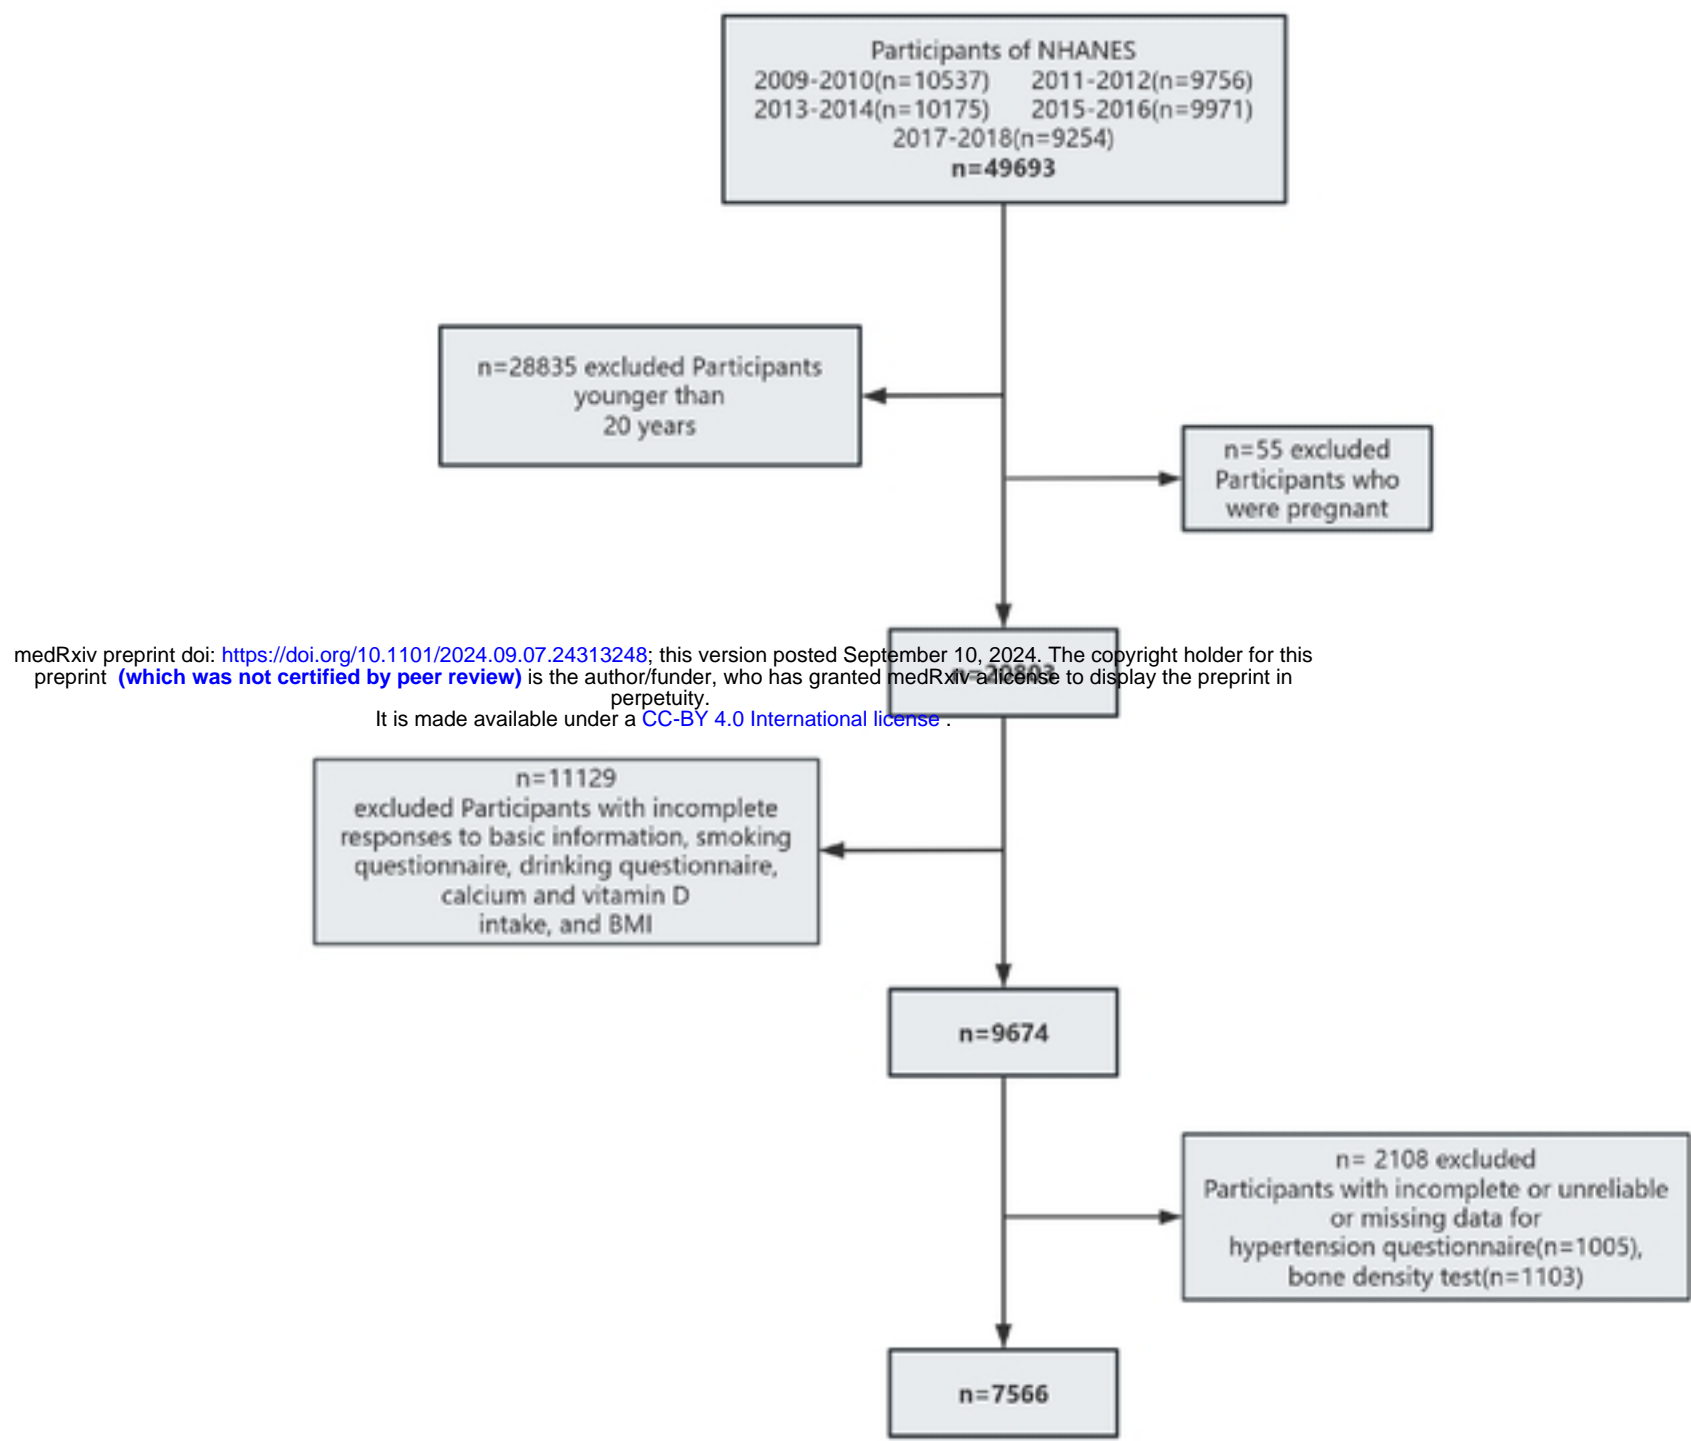 Participants of NHANES
2009-2010(n=10537) 2011-2012(n=9756)
2013-2014(n=10175) 2015-2016(n=9971)
2017-2018(n=9254)
n=49693
n=28835 excluded Participants
younger than
20 years
n=55 excluded
Participants who
were pregnant
medRxiv preprint doi: https://doi.org/10.1101/2024.09.07.24313248; this version posted September 10, 2024. The copyright holder for this
preprint (which was not certified by peer review) is the author/funder, who has granted medRxiv a license to display the preprint in
perpetuity.
It is made available under a CC-BY 4.0 International license .
n=20803
n=11129
excluded Participants with incomplete
responses to basic information, smoking
questionnaire, drinking questionnaire,
calcium and vitamin D
intake, and BMI
n=9674
n= 2108 excluded
Participants with incomplete or unreliable
or missing data for
hypertension questionnaire(n=1005),
bone density test(n=1103)
n=7566